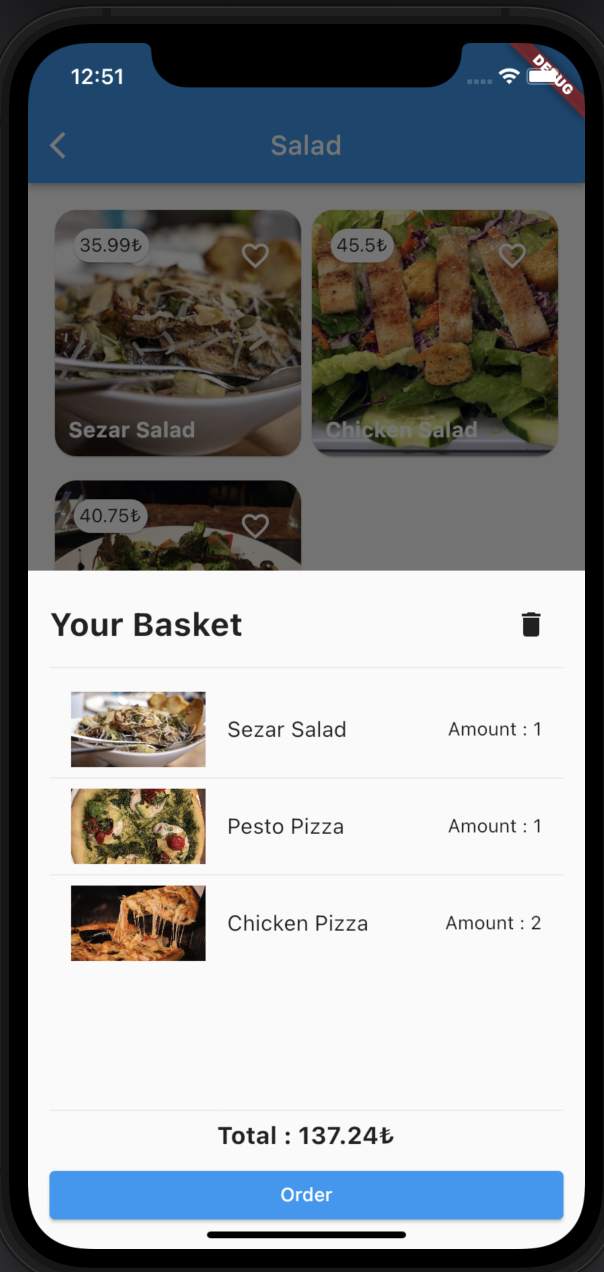 12:51
DEBUG
Salad
35.99₺
45.5₺
Sezar Salad
Chicken Salad
40.75₺
Your Basket
Sezar Salad
Amount : 1
Pesto Pizza
Amount : 1
Chicken Pizza
Amount : 2
Total : 137.24₺
Order